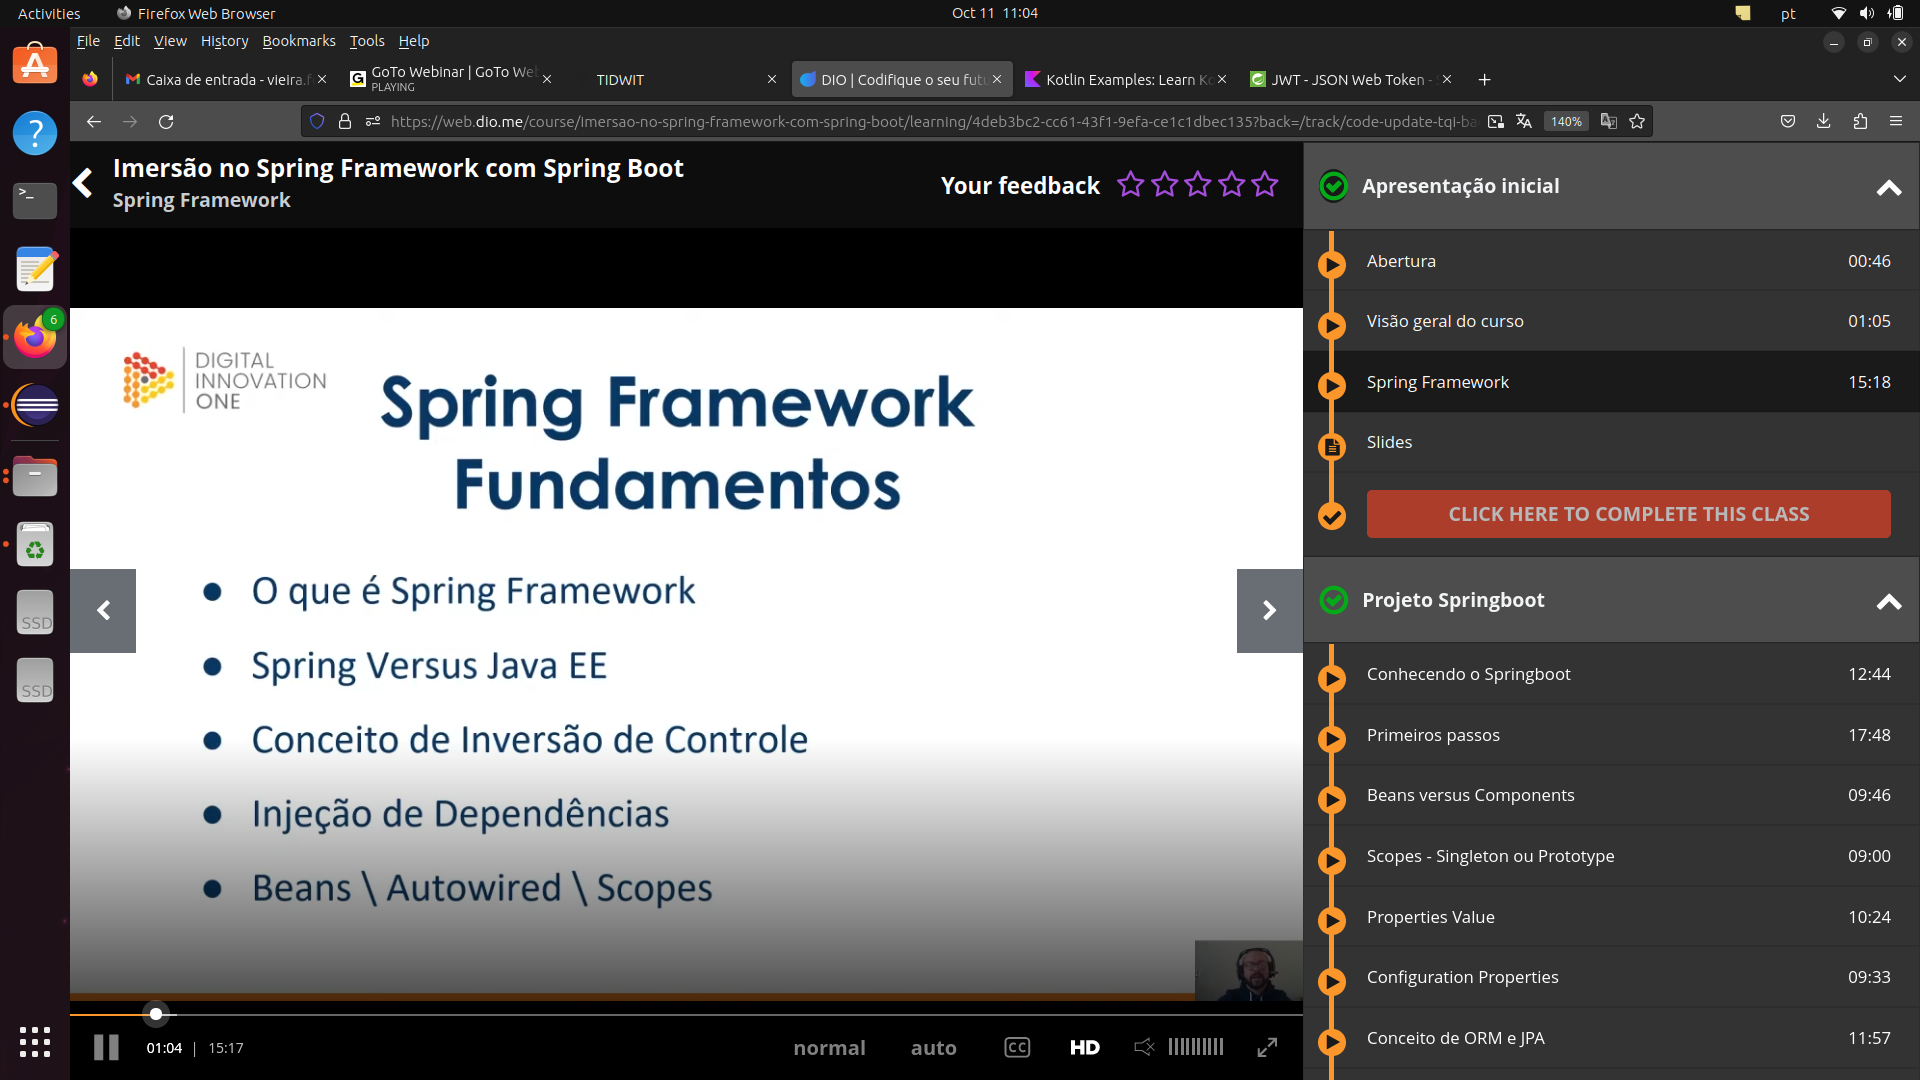 Activities
Firefox Web Browser
Oct 11 11:04
pt
File Edit View History Bookmarks Tools Help
Caixa de entrada - vieira.f
GoTo Webinar | GoTo Web
PLAYING
TIDWIT
DIO | Codifique o seu futu
Kotlin Examples: Learn Ko
JWT - JSON Web Token - S
https://web.dio.me/course/imersao-no-spring-framework-com-spring-boot/learning/4deb3bc2-cc61-43f1-9efa-ce1c1dbec135?back=/track/code-update-tqi-ba
140%
Imersão no Spring Framework com Spring Boot
Spring Framework
Your feedback
DIGITAL
INNOVATION
ONE
Spring Framework
Fundamentos
O que é Spring Framework
Spring Versus Java EE
Conceito de Inversão de Controle
Injeção de Dependências
Beans \ Autowired \ Scopes
01:04 | 15:17
normal
auto
CC
HD
Apresentação inicial
Abertura 00:46
Visão geral do curso 01:05
Spring Framework 15:18
Slides
CLICK HERE TO COMPLETE THIS CLASS
Projeto Springboot
Conhecendo o Springboot 12:44
Primeiros passos 17:48
Beans versus Components 09:46
Scopes - Singleton ou Prototype 09:00
Properties Value 10:24
Configuration Properties 09:33
Conceito de ORM e JPA 11:57
6
SSD
SSD